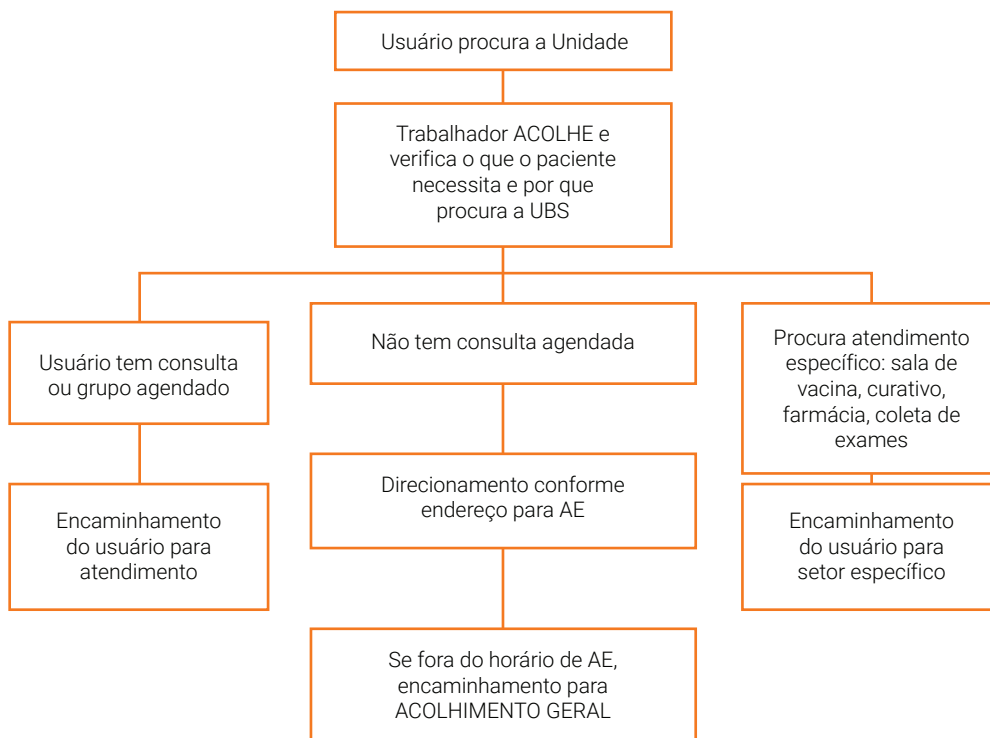 Usuário procura a Unidade
Trabalhador ACOLHE e
verifica o que o paciente
necessita e por que
procura a UBS
Usuário tem consulta
ou grupo agendado
Encaminhamento
do usuário para
atendimento
Não tem consulta agendada
Direcionamento conforme
endereço para AE
Se fora do horário de AE,
encaminhamento para
ACOLHIMENTO GERAL
Procura atendimento
específico: sala de
vacina, curativo,
farmácia, coleta de
exames
Encaminhamento
do usuário para
setor específico